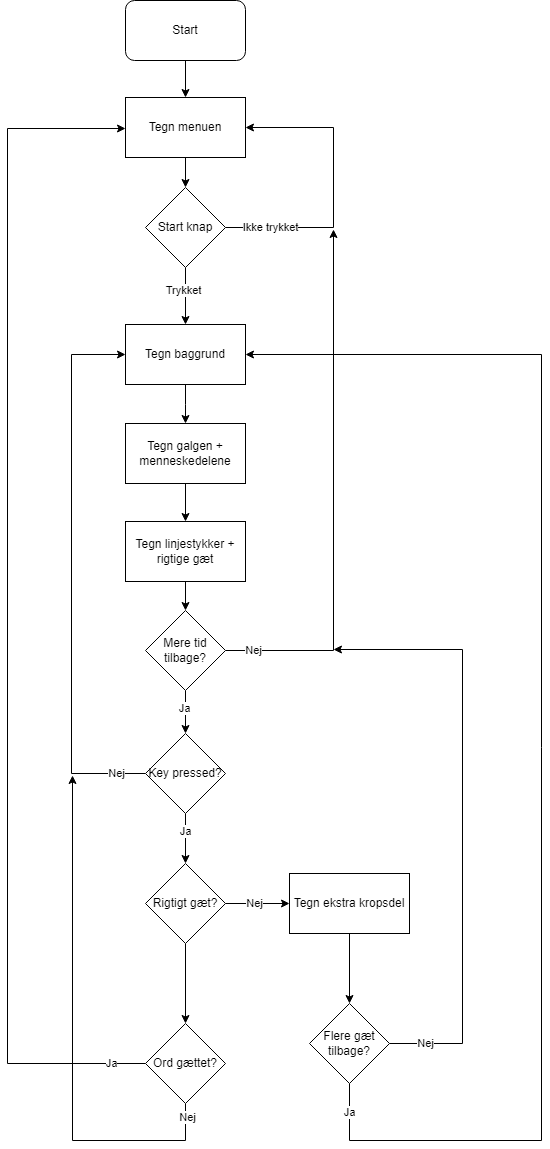 Start
Tegn menuen
Start knap
Ikke trykket
Trykket
Tegn baggrund
Tegn galgen +
menneskedelene
Tegn linjestykker +
rigtige gæt
Mere tid
tilbage?
Nej
Ja
Nej
Key pressed?
Ja
Rigtigt gæt?
Nej
Tegn ekstra kropsdel
Flere gæt
tilbage?
Nej
Ja
Ord gættet?
Ja
Nej